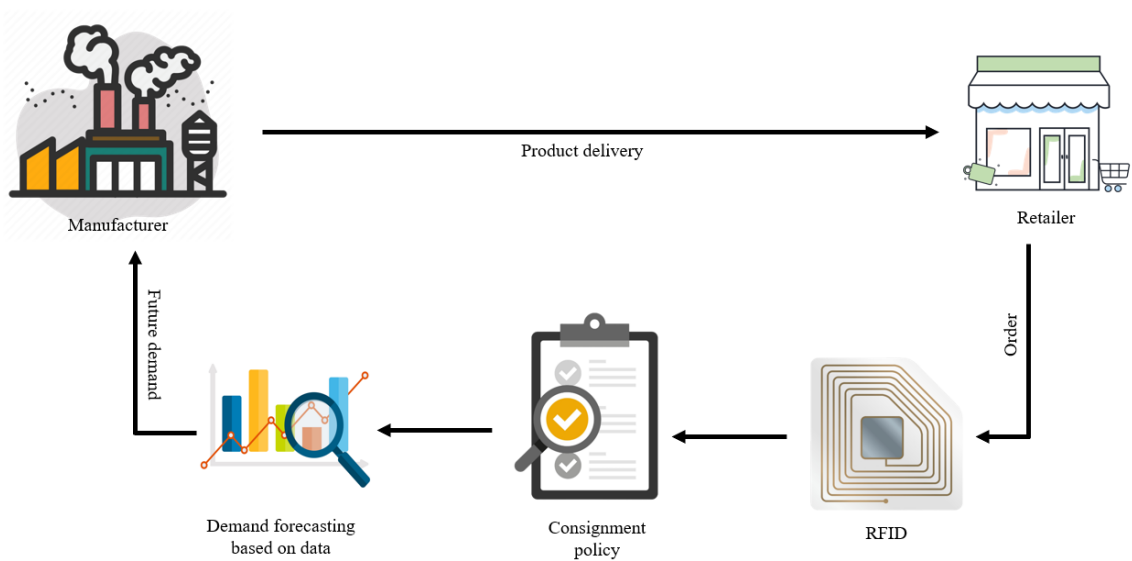 Product delivery
Manufacturer
Retailer
Future demand
Order
Demand forecasting
based on data
Consignment
policy
RFID